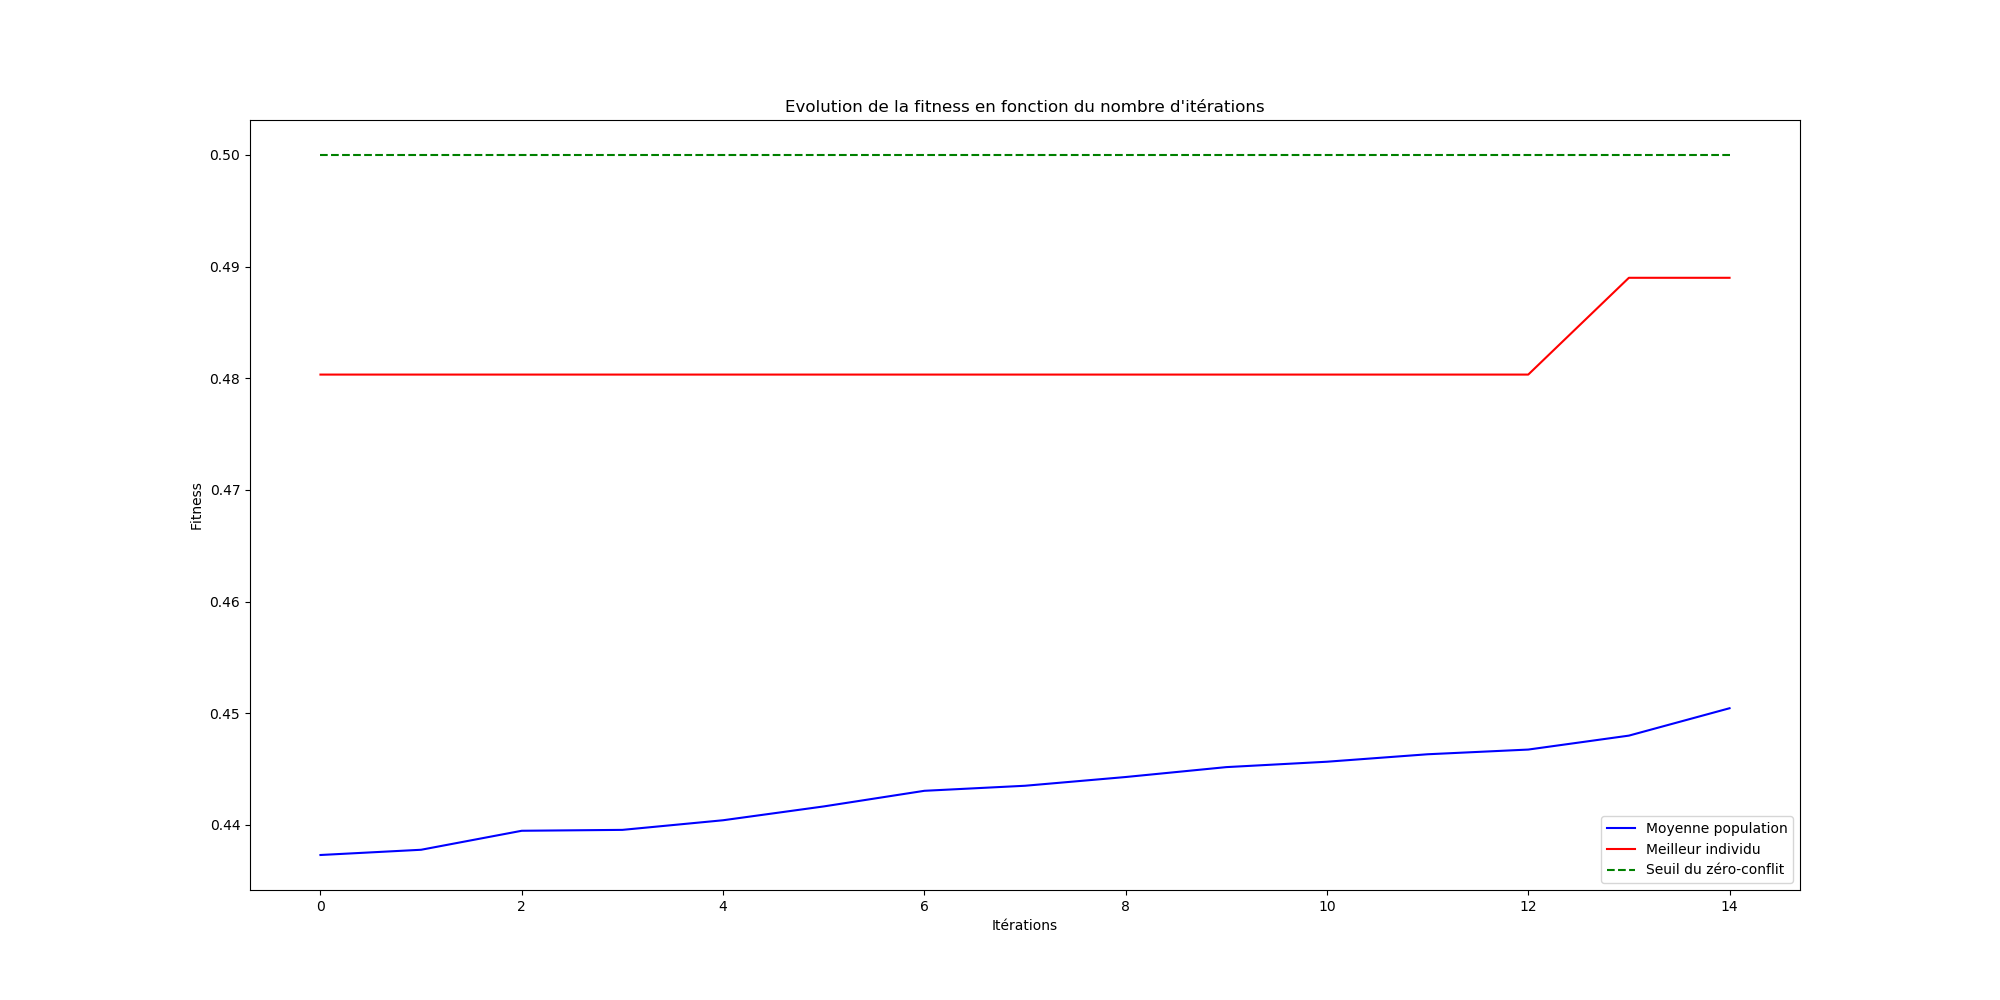 Evolution de la fitness en fonction du nombre d'itérations
0.50
0.49
0.48
0.47
0.46
0.45
0.44
Fitness
0 2 4 6 8 10 12 14
Itérations
Moyenne population
Meilleur individu
Seuil du zéro-conflit